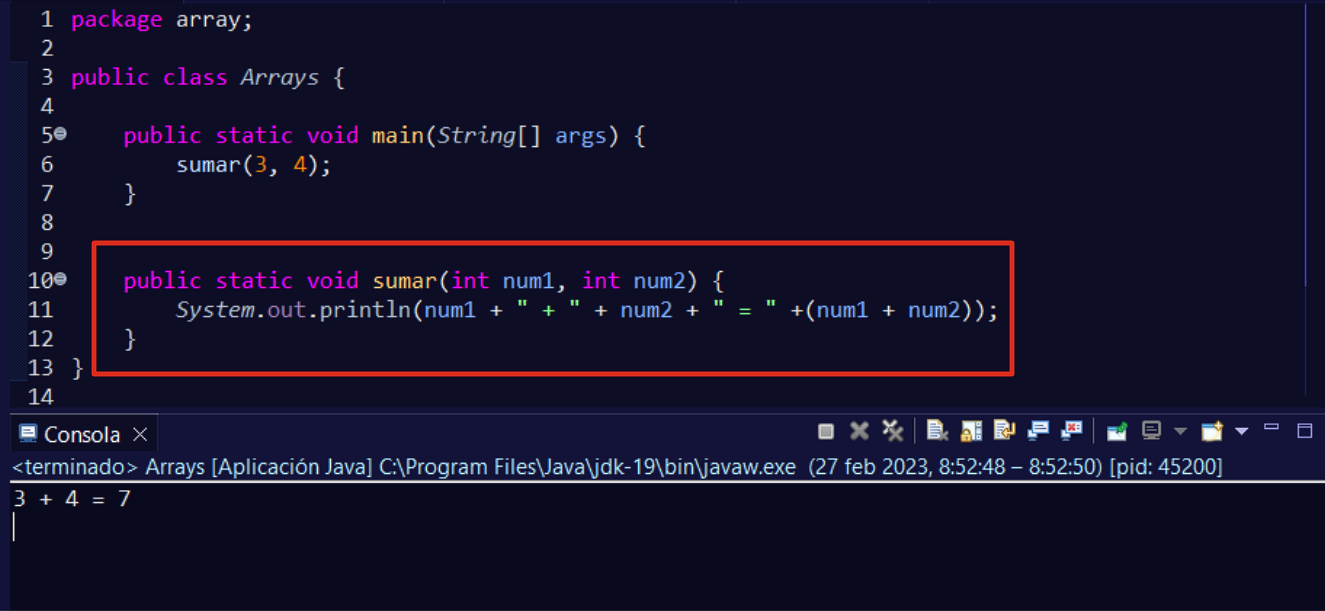 1 package array;
2
3 public class Arrays {
4
5 public static void main(String[] args) {
6 sumar(3, 4);
7 }
8
9
10 public static void sumar(int num1, int num2) {
11 System.out.println(num1 + " + " + num2 + " = " +(num1 + num2));
12 }
13 }
14
Consola
<terminado> Arrays [Aplicación Java] C:\Program Files\Java\jdk-19\bin\javaw.exe (27 feb 2023, 8:52:48 – 8:52:50) [pid: 45200]
3 + 4 = 7